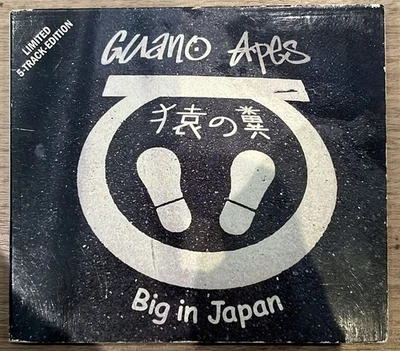 LIMITED
5-TRACK-EDITION
Guano Apes
猿の糞
Big in Japan